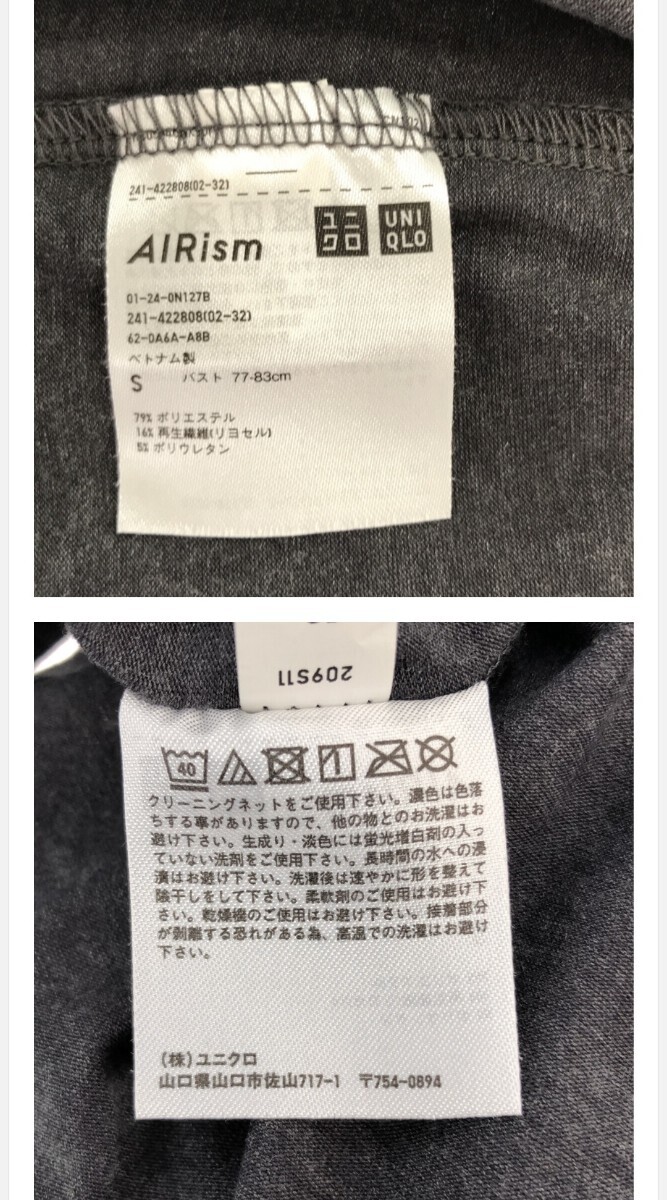 241-422808(02-32)
AIRism
ユニ
クロ
UNI
QLO
01-24-0N127B
241-422808(02-32)
62-0A6A-A8B
ベトナム製
S バスト 77-83cm
79% ポリエステル
16% 再生繊維(リヨセル)
5% ポリウレタン
209S11
40
クリーニングネットをご使用下さい。濃色は色落
ちする事がありますので、他の物とのお洗濯はお
避け下さい。生成り・淡色には蛍光増白剤の入っ
ていない洗剤をご使用下さい。長時間の水への浸
漬はお避け下さい。洗濯後は速やかに形を整えて
陰干しをして下さい。柔軟剤のご使用はお避け下
さい。乾燥機のご使用はお避け下さい。接着部分
が剥離する恐れがある為、高温での洗濯はお避け
下さい。
(株)ユニクロ
山口県山口市佐山717-1 〒754-0894